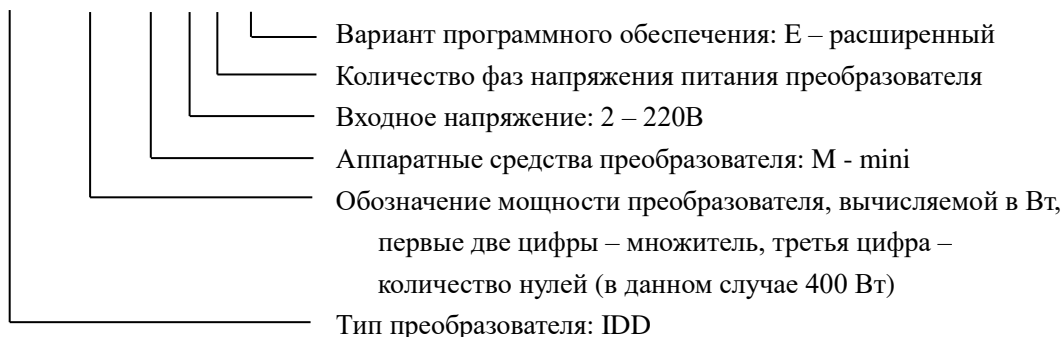 Вариант программного обеспечения: E – расширенный
Количество фаз напряжения питания преобразователя
Входное напряжение: 2 – 220В
Аппаратные средства преобразователя: M - mini
Обозначение мощности преобразователя, вычисляемой в Вт,
первые две цифры – множитель, третья цифра –
количество нулей (в данном случае 400 Вт)
Тип преобразователя: IDD